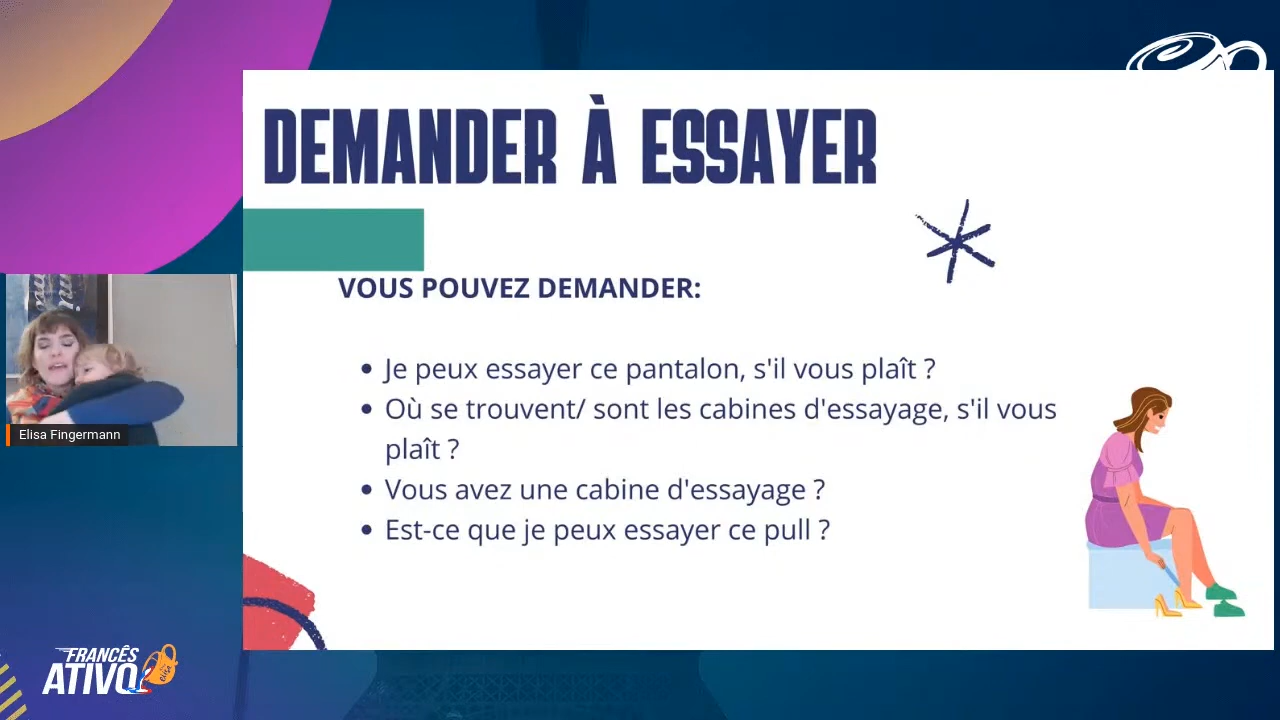 DEMANDER À ESSAYER
VOUS POUVEZ DEMANDER:
Je peux essayer ce pantalon, s'il vous plaît ?
Où se trouvent/ sont les cabines d'essayage, s'il vous
plaît ?
Vous avez une cabine d'essayage ?
Est-ce que je peux essayer ce pull ?
Elisa Fingermann
FRANCÊS
ATIVO